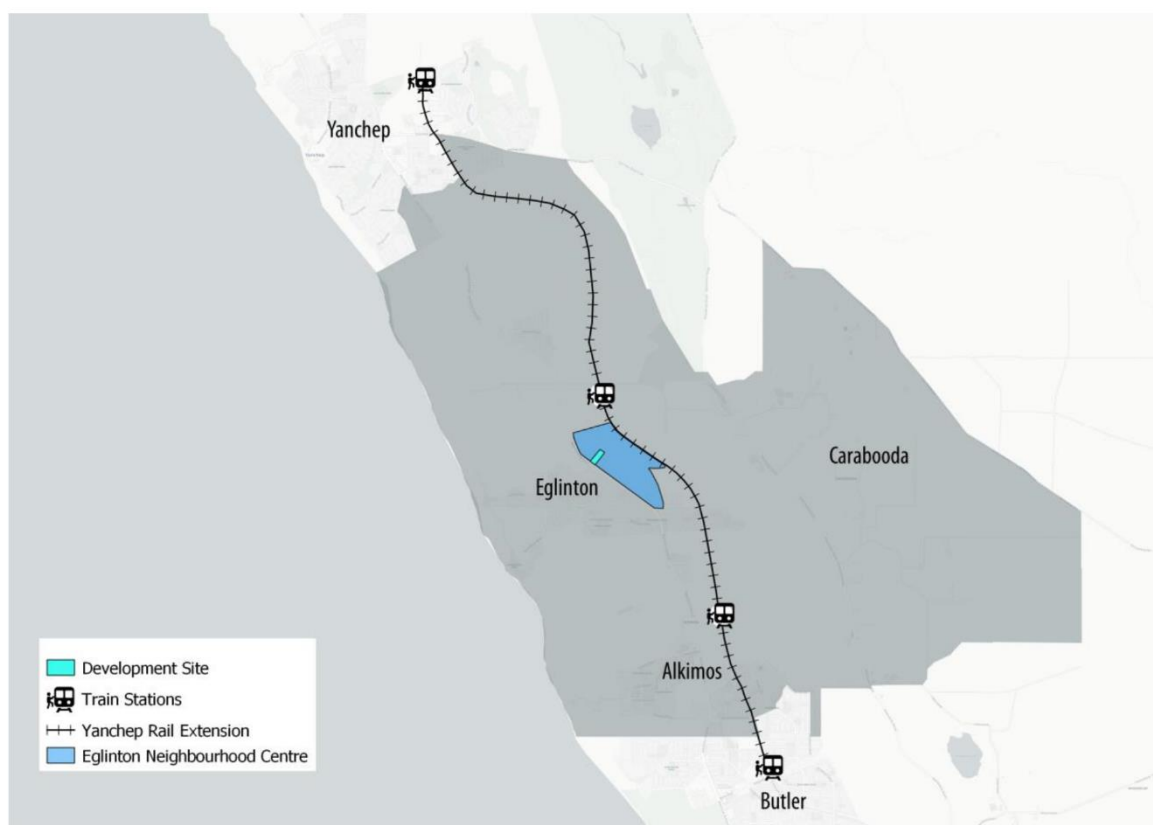 Yanchep
Carabooda
Eglinton
Alkimos
Butler
Development Site
Train Stations
Yanchep Rail Extension
Eglinton Neighbourhood Centre